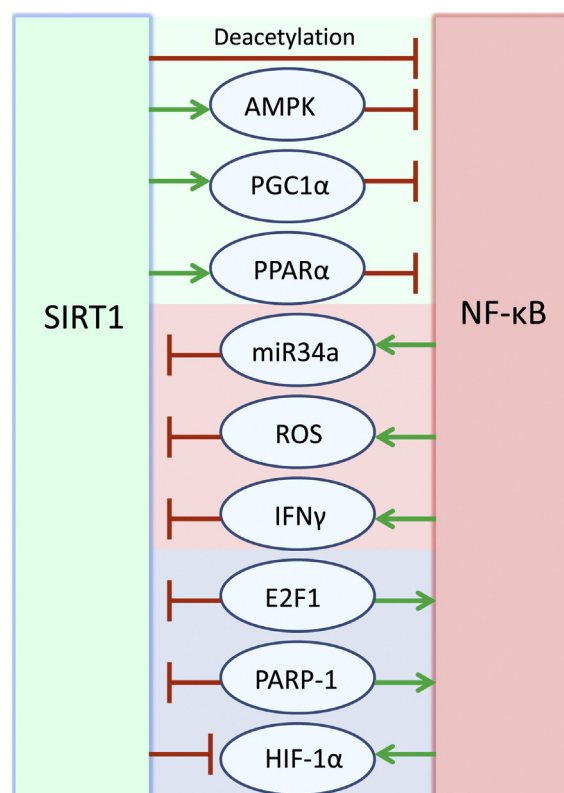 Deacetylation
AMPK
PGC1α
PPARα
SIRT1
NF-κB
miR34a
ROS
IFNγ
E2F1
PARP-1
HIF-1α